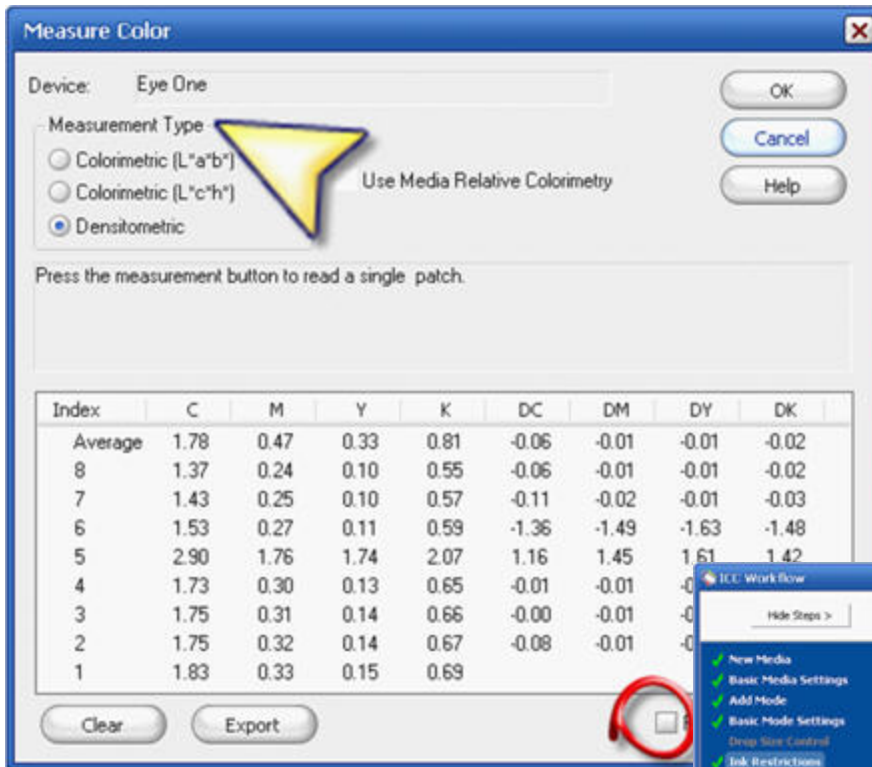 Measure Color
Device: Eye One
OK
Measurement Type
Cancel
Colorimetric (L*a*b*)
Use Media Relative Colorimetry
Colorimetric (L*c*h*)
Help
Densitometric
Press the measurement button to read a single patch.
Index C M Y K DC DM DY DK
Average 1.78 0.47 0.33 0.81 -0.06 -0.01 -0.01 -0.02
8 1.37 0.24 0.10 0.55 -0.06 -0.01 -0.01 -0.02
7 1.43 0.25 0.10 0.57 -0.11 -0.02 -0.01 -0.03
6 1.53 0.27 0.11 0.59 -1.36 -1.49 -1.63 -1.48
5 2.90 1.76 1.74 2.07 1.16 1.45 1.61 1.42
4 1.73 0.30 0.13 0.65 -0.01 -0.01
3 1.75 0.31 0.14 0.66 -0.00 -0.01
2 1.75 0.32 0.14 0.67 -0.08 -0.01
1 1.83 0.33 0.15 0.69
Clear Export
ICC Workflow
Hide Steps >
New Media
Basic Media Settings
Add Mode
Basic Mode Settings
Drop Size Control
Ink Restrictions